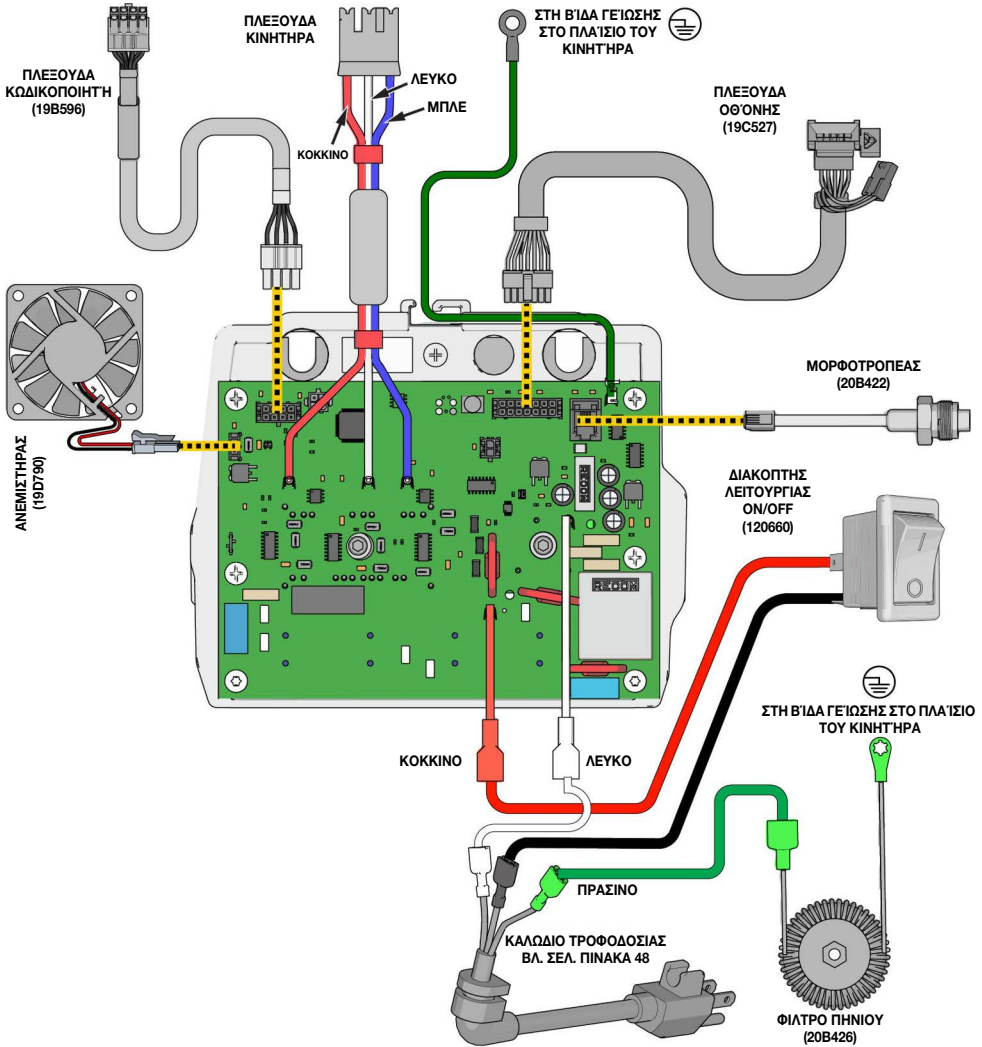 ΠΛΕΞΟΥΔΑ
ΚΩΔΙΚΟΠΟΙΗΤΉ
(19B596)
ΠΛΕΞΟΥΔΑ
ΚΙΝΗΤΗΡΑ
ΛΕΥΚΟ
ΜΠΛΕ
ΚΟΚΚΙΝΟ
ΣΤΗ ΒΊΔΑ ΓΕΊΩΣΗΣ
ΣΤΟ ΠΛΑΊΣΙΟ ΤΟΥ
ΚΙΝΗΤΉΡΑ
ΠΛΕΞΟΥΔΑ
ΟΘΌΝΗΣ
(19C527)
ΑΝΕΜΙΣΤΗΡΑΣ
(19D790)
ΜΟΡΦΟΤΡΟΠΕΑΣ
(20B422)
ΔΙΑΚΟΠΤΗΣ
ΛΕΙΤΟΥΡΓΙΑΣ
ON/OFF
(120660)
RECOM
RECOM
ΣΤΗ ΒΊΔΑ ΓΕΊΩΣΗΣ ΣΤΟ ΠΛΑΊΣΙΟ
ΤΟΥ ΚΙΝΗΤΉΡΑ
ΚΟΚΚΙΝΟ
ΛΕΥΚΟ
ΠΡΑΣΙΝΟ
ΚΑΛΩΔΙΟ ΤΡΟΦΟΔΟΣΙΑΣ
ΒΛ. ΣΕΛ. ΠΙΝΑΚΑ 48
ΦΙΛΤΡΟ ΠΗΝΙΟΥ
(20B426)